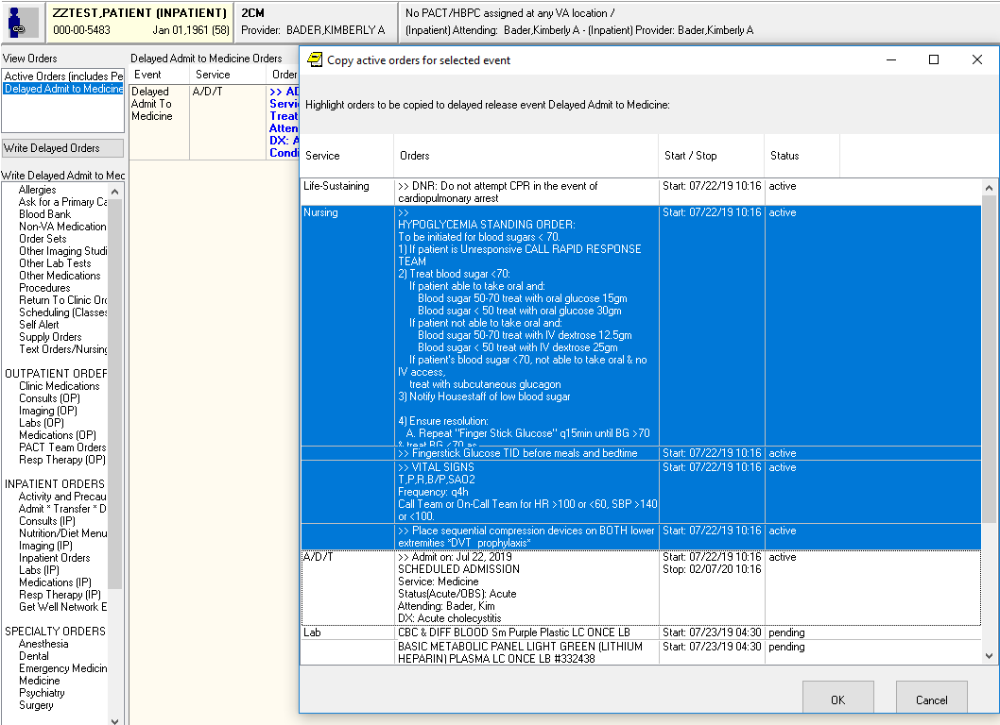 ZZTEST,PATIENT (INPATIENT)
000-00-5483 Jan 01,1961 (58)
2CM
Provider: BADER,KIMBERLY A
No PACT/HBPC assigned at any VA location /
(Inpatient) Attending: Bader,Kimberly A - (Inpatient) Provider: Bader,Kimberly A
View Orders
Active Orders (includes Pe
Delayed Admit to Medicine
Write Delayed Orders
Write Delayed Admit to Med
Allergies
Ask for a Primary Ca
Blood Bank
Non-VA Medication
Order Sets
Other Imaging Studi
Other Lab Tests
Other Medications
Procedures
Return To Clinic Ord
Scheduling (Classes
Self Alert
Supply Orders
Text Orders/Nursing
OUTPATIENT ORDER
Clinic Medications
Consults (OP)
Imaging (OP)
Labs (OP)
Medications (OP)
PACT Team Orders
Resp Therapy (OP)
INPATIENT ORDERS
Activity and Precau
Admit * Transfer * D
Consults (IP)
Nutrition/Diet Menu
Imaging (IP)
Inpatient Orders
Labs (IP)
Medications (IP)
Resp Therapy (IP)
Get Well Network E
SPECIALTY ORDERS
Anesthesia
Dental
Emergency Medicin
Medicine
Psychiatry
Surgery
Delayed Admit to Medicine Orders
Event Service Order
Delayed A/D/T >> AD
Admit To Servi
Medicine Treat
Atten
DX: A
Condi
Copy active orders for selected event
Highlight orders to be copied to delayed release event Delayed Admit to Medicine:
Service Orders Start / Stop Status
Life-Sustaining >> DNR: Do not attempt CPR in the event of Start: 07/22/19 10:16 active
cardiopulmonary arrest
Nursing >> Start: 07/22/19 10:16 active
HYPOGLYCEMIA STANDING ORDER:
To be initiated for blood sugars < 70.
1) If patient is Unresponsive CALL RAPID RESPONSE
TEAM
2) Treat blood sugar <70:
If patient able to take oral and:
Blood sugar 50-70 treat with oral glucose 15gm
Blood sugar < 50 treat with oral glucose 30gm
If patient not able to take oral and:
Blood sugar 50-70 treat with IV dextrose 12.5gm
Blood sugar < 50 treat with IV dextrose 25gm
If patient's blood sugar <70, not able to take oral & no
IV access,
treat with subcutaneous glucagon
3) Notify Housestaff of low blood sugar
4) Ensure resolution:
A. Repeat "Finger Stick Glucose" q15min until BG >70
& treat BG <70 as
>> Fingerstick Glucose TID before meals and bedtime Start: 07/22/19 10:16 active
>> VITAL SIGNS Start: 07/22/19 10:16 active
T,P,R,B/P,SAO2
Frequency: q4h
Call Team or On-Call Team for HR >100 or <60, SBP >140
or <100.
>> Place sequential compression devices on BOTH lower Start: 07/22/19 10:16 active
extremities *DVT prophylaxis*
A/D/T >> Admit on: Jul 22, 2019 Start: 07/22/19 10:16 active
SCHEDULED ADMISSION Stop: 02/07/20 10:16
Service: Medicine
Status(Acute/OBS): Acute
Attending: Bader, Kim
DX: Acute cholecystitis
Lab CBC & DIFF BLOOD Sm Purple Plastic LC ONCE LB Start: 07/23/19 04:30 pending
BASIC METABOLIC PANEL LIGHT GREEN (LITHIUM Start: 07/23/19 04:30 pending
HEPARIN) PLASMA LC ONCE LB #332438
OK Cancel